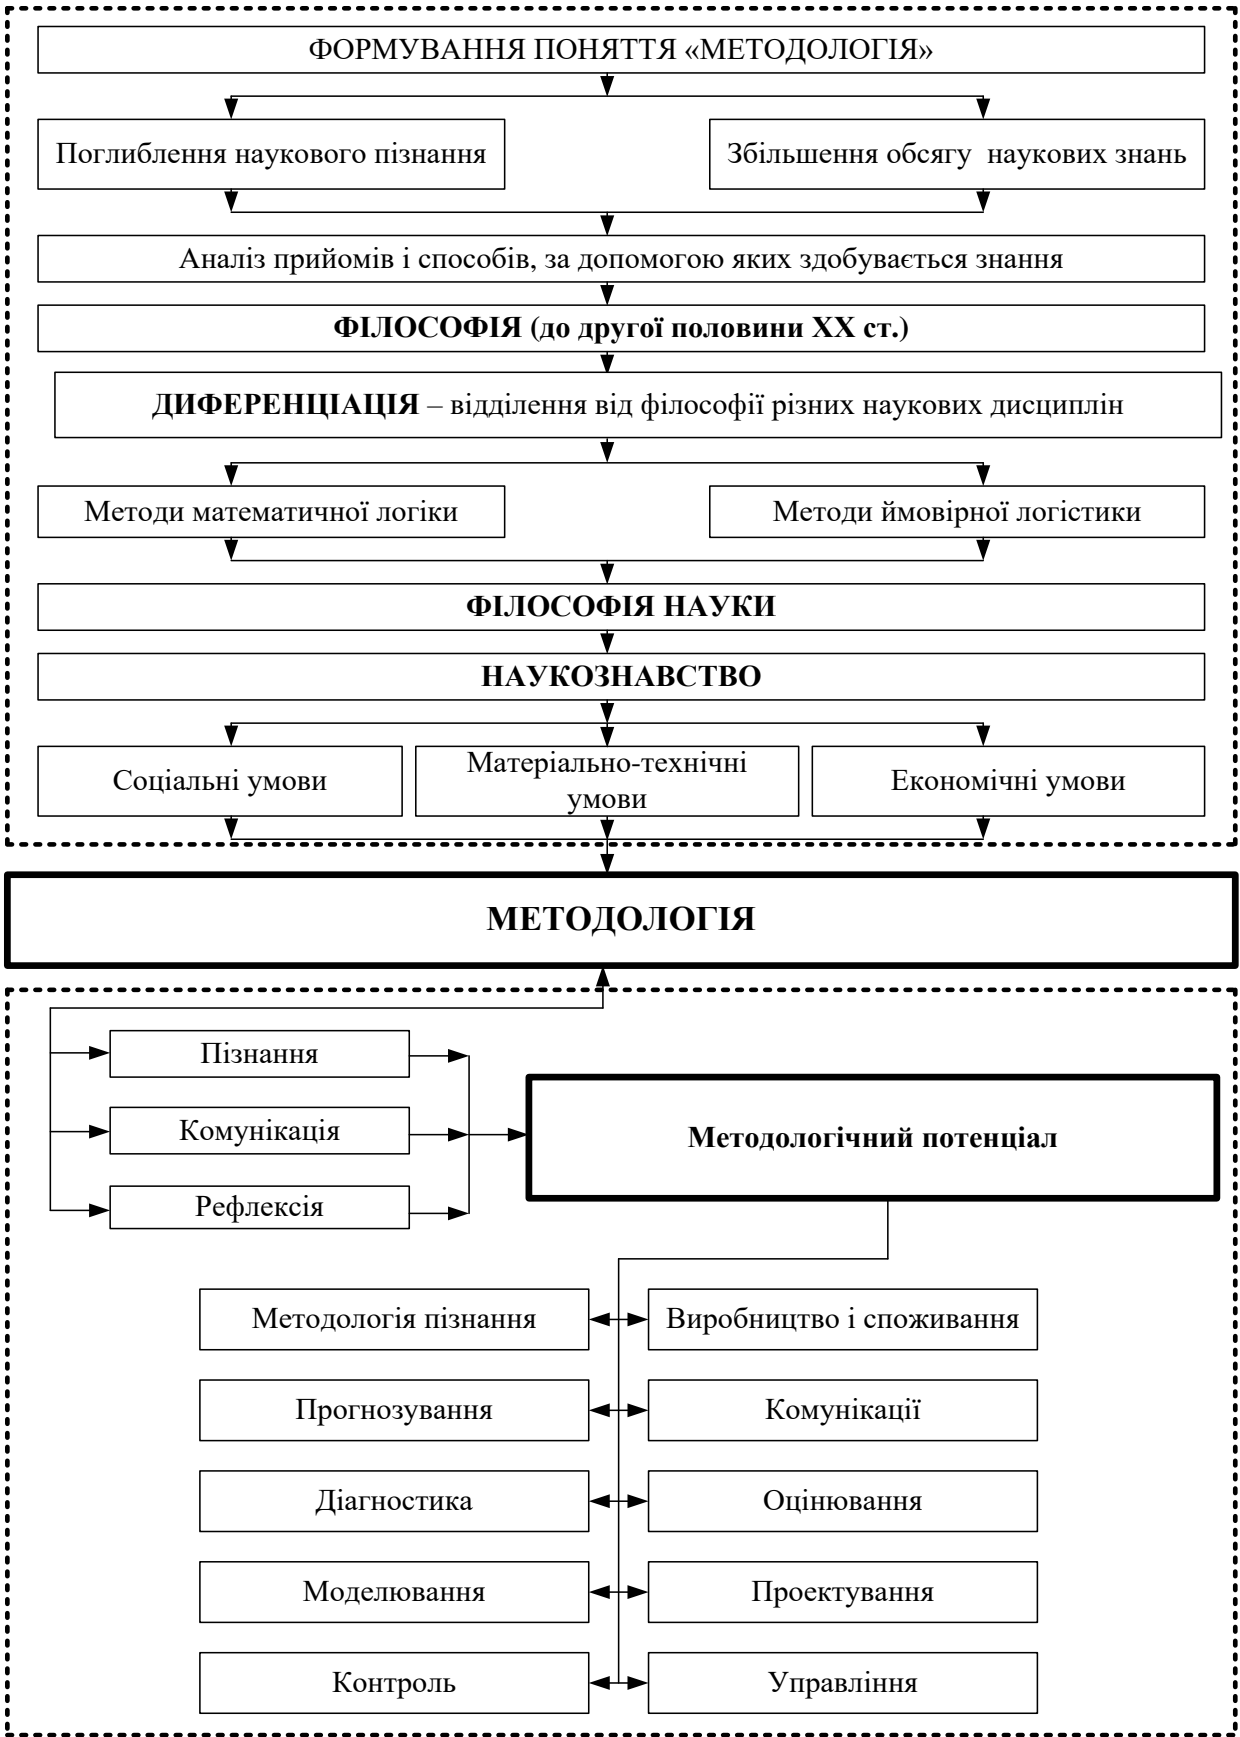 ФОРМУВАННЯ ПОНЯТТЯ «МЕТОДОЛОГІЯ»
Поглиблення наукового пізнання
Збільшення обсягу наукових знань
Аналіз прийомів і способів, за допомогою яких здобувається знання
ФІЛОСОФІЯ (до другої половини ХХ ст.)
ДИФЕРЕНЦІАЦІЯ – відділення від філософії різних наукових дисциплін
Методи математичної логіки
Методи ймовірної логістики
ФІЛОСОФІЯ НАУКИ
НАУКОЗНАВСТВО
Соціальні умови
Матеріально-технічні
умови
Економічні умови
МЕТОДОЛОГІЯ
Пізнання
Комунікація
Рефлексія
Методологічний потенціал
Методологія пізнання
Виробництво і споживання
Прогнозування
Комунікації
Діагностика
Оцінювання
Моделювання
Проектування
Контроль
Управління